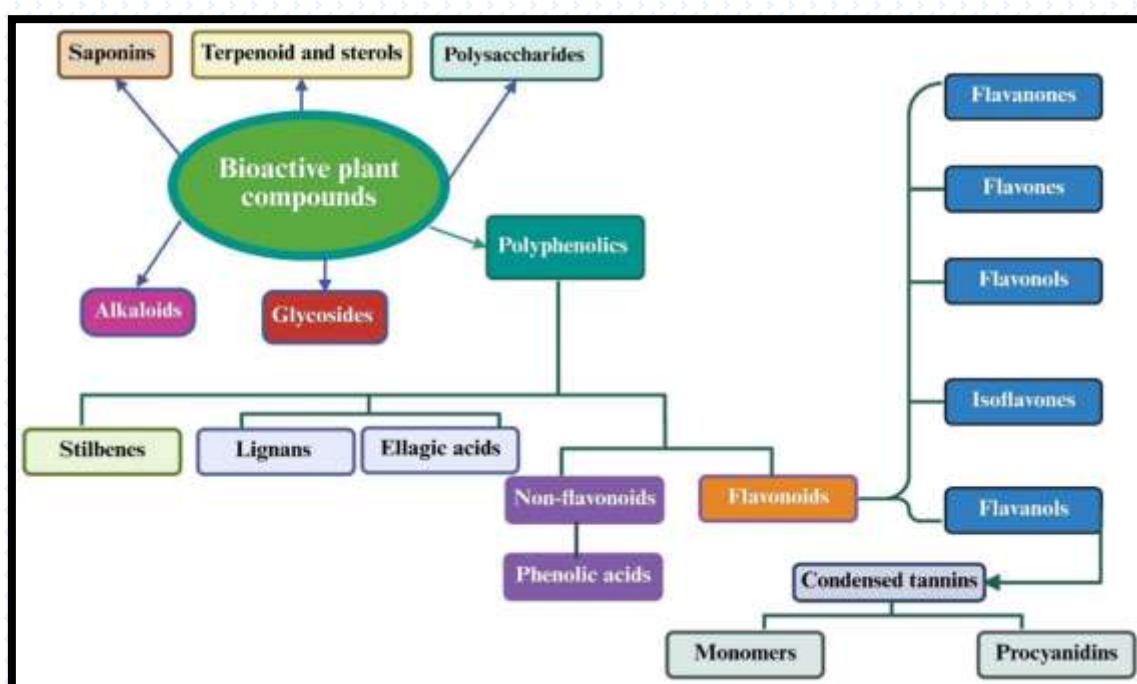 Saponins
Terpenoid and sterols
Polysaccharides
Bioactive plant
compounds
Polyphenolics
Alkaloids
Glycosides
Stilbenes
Lignans
Ellagic acids
Non-flavonoids
Phenolic acids
Flavonoids
Flavanones
Flavones
Flavonols
Isoflavones
Flavanols
Condensed tannins
Monomers
Procyanidins